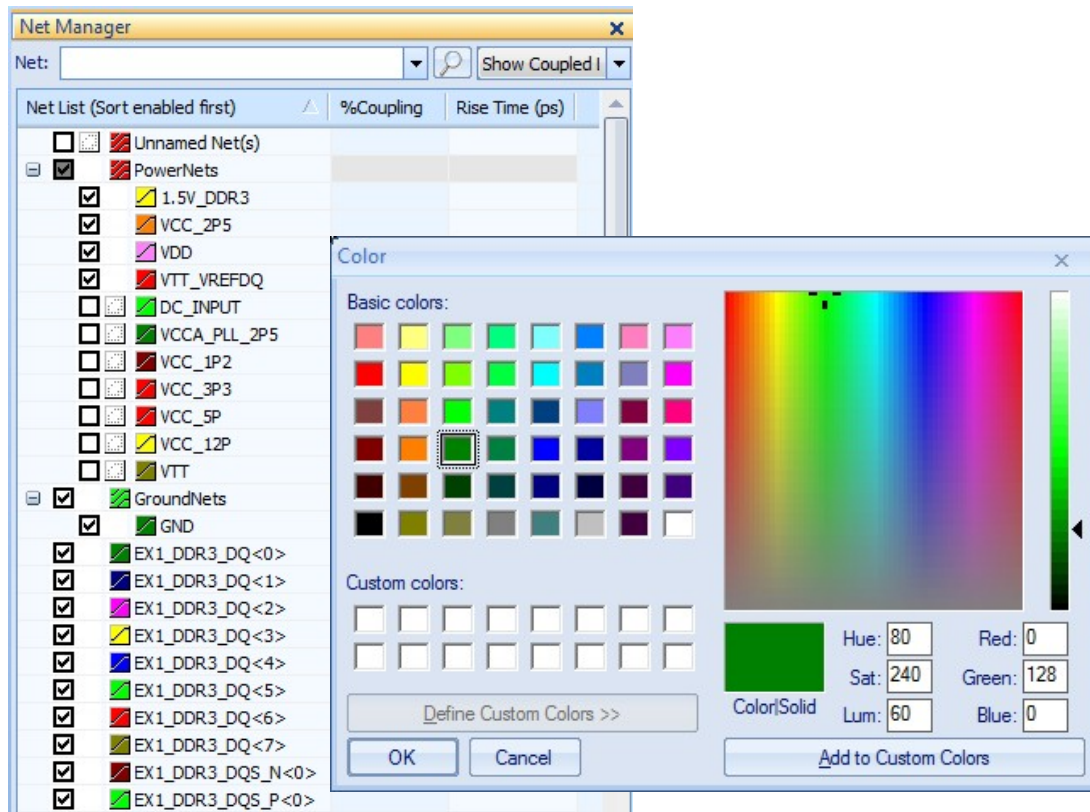 Net Manager
Net:
Show Coupled
Net List (Sort enabled first) %Coupling Rise Time (ps)
Unnamed Net(s)
PowerNets
1.5V_DDR3
VCC_2P5
VDD
VTT_VREFDQ
DC_INPUT
VCCA_PLL_2P5
VCC_1P2
VCC_3P3
VCC_5P
VCC_12P
VTT
GroundNets
GND
EX1_DDR3_DQ<0>
EX1_DDR3_DQ<1>
EX1_DDR3_DQ<2>
EX1_DDR3_DQ<3>
EX1_DDR3_DQ<4>
EX1_DDR3_DQ<5>
EX1_DDR3_DQ<6>
EX1_DDR3_DQ<7>
EX1_DDR3_DQS_N<0>
EX1_DDR3_DQS_P<0>
Color
Basic colors:
Custom colors:
Define Custom Colors >>
OK Cancel
Color|Solid
Hue: 80 Red: 0
Sat: 240 Green: 128
Lum: 60 Blue: 0
Add to Custom Colors